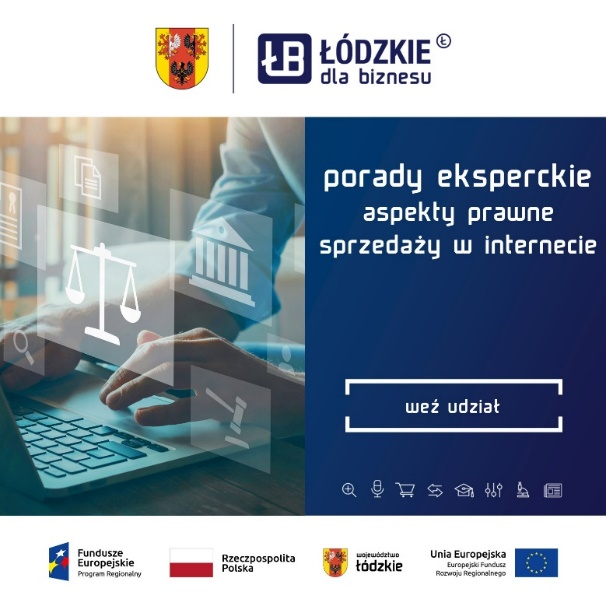 ŁB ŁÓDZKIE Ł
dla biznesu
porady eksperckie
aspekty prawne
sprzedaży w internecie
weź udział
Fundusze
Europejskie
Program Regionalny
Rzeczpospolita
Polska
województwo
łódzkie
Unia Europejska
Europejski Fundusz
Rozwoju Regionalnego